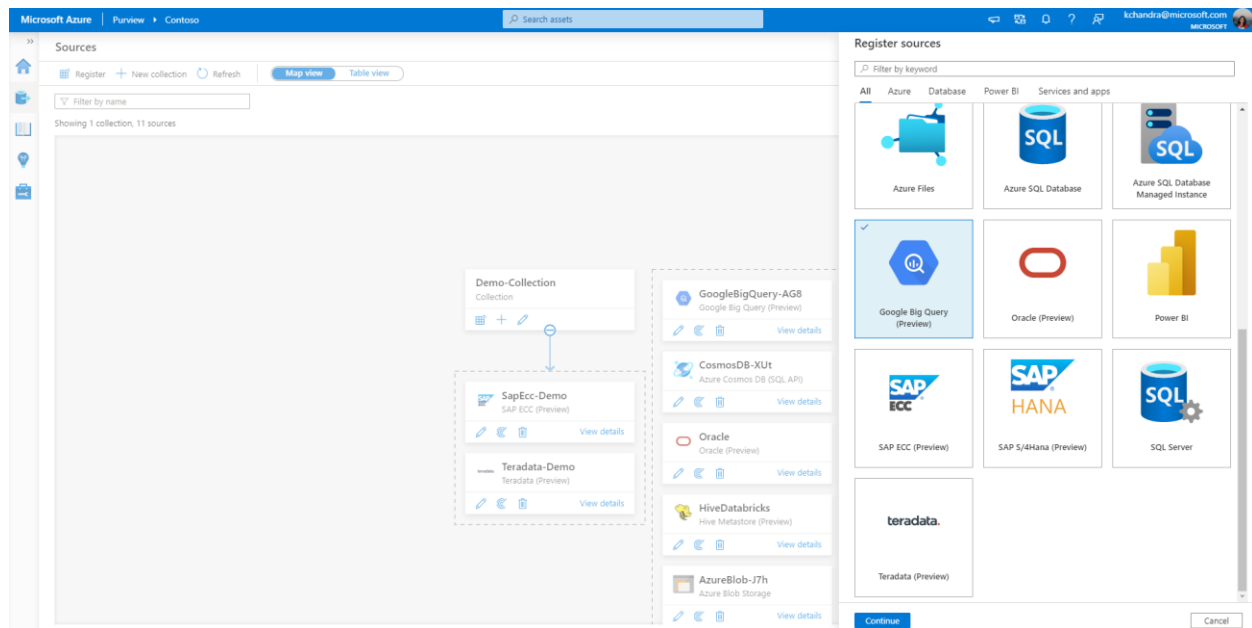 Microsoft Azure Purview Contoso
Search assets
kchandra@microsoft.com
MICROSOFT
Sources
Register New collection Refresh Map view Table view
Filter by name
Showing 1 collection, 11 sources
Demo-Collection
Collection
SapEcc-Demo
SAP ECC (Preview)
View details
Teradata-Demo
Teradata (Preview)
View details
GoogleBigQuery-AG8
Google Big Query (Preview)
View details
CosmosDB-XUt
Azure Cosmos DB (SQL API)
View details
Oracle
Oracle (Preview)
View details
HiveDatabricks
Hive Metastore (Preview)
View details
AzureBlob-J7h
Azure Blob Storage
View details
Register sources
Filter by keyword
All Azure Database Power BI Services and apps
Azure Files
SQL
Azure SQL Database
SQL
Azure SQL Database
Managed Instance
Google Big Query
(Preview)
Oracle (Preview)
Power BI
SAP
ECC
SAP ECC (Preview)
SAP
HANA
SAP S/4Hana (Preview)
SQL
SQL Server
teradata.
Teradata (Preview)
Continue
Cancel